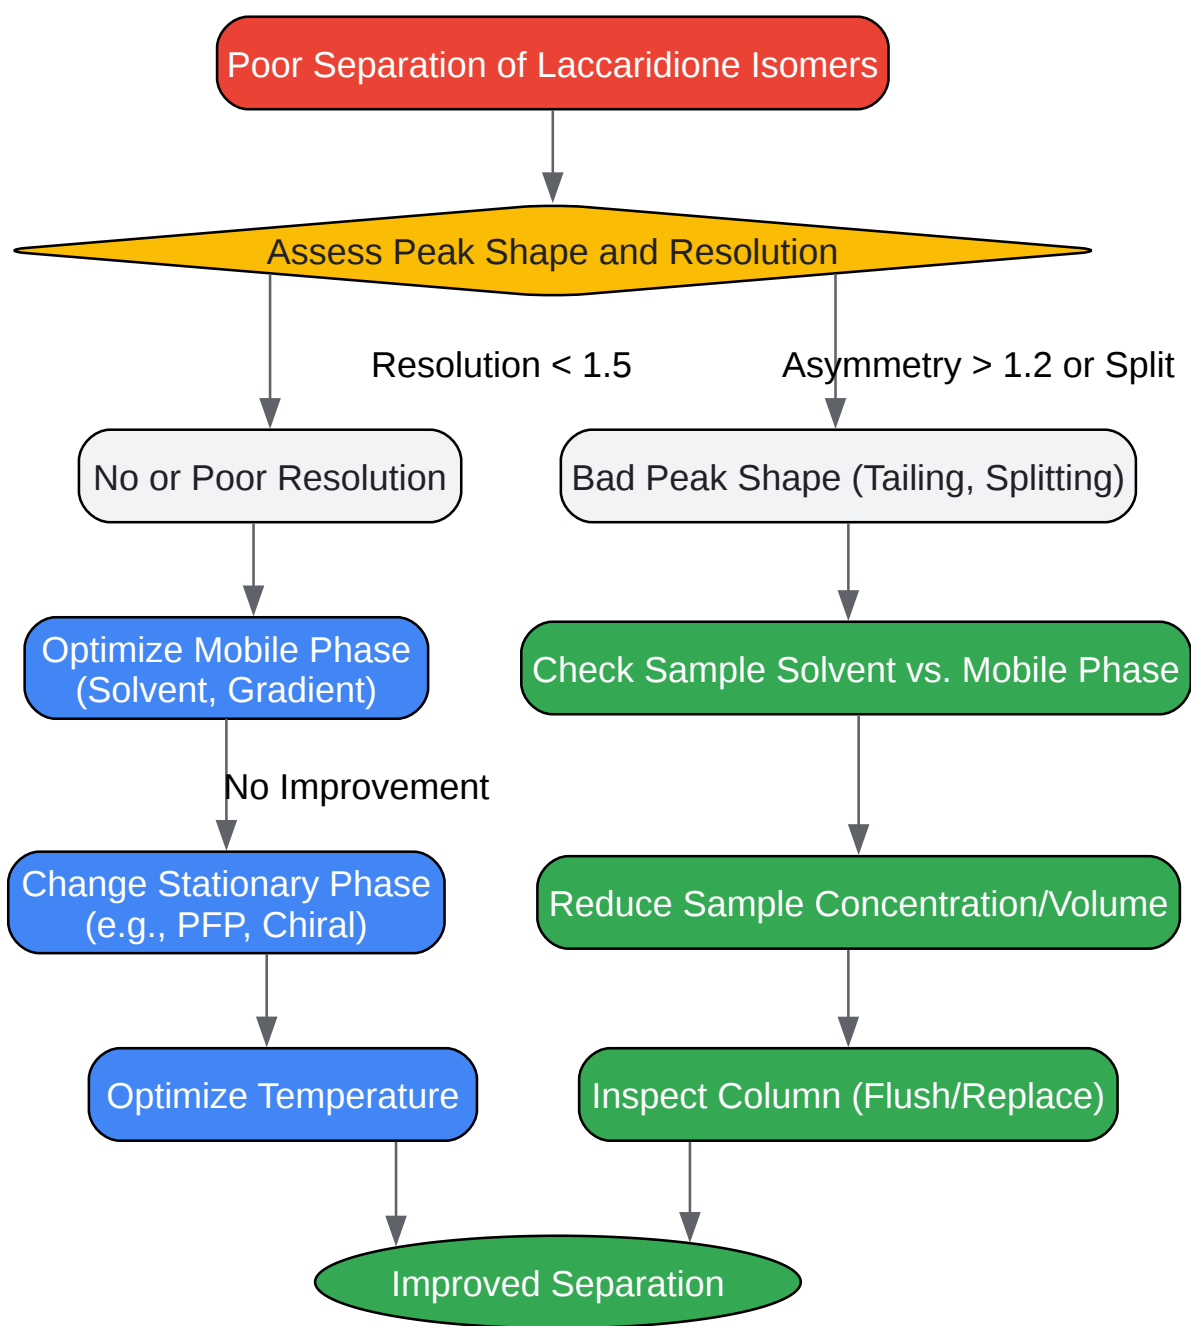 Poor Separation of Laccaridione Isomers
Assess Peak Shape and Resolution
Resolution < 1.5
Asymmetry > 1.2 or Split
No or Poor Resolution
Bad Peak Shape (Tailing, Splitting)
Optimize Mobile Phase
(Solvent, Gradient)
Check Sample Solvent vs. Mobile Phase
No Improvement
Change Stationary Phase
(e.g., PFP, Chiral)
Reduce Sample Concentration/Volume
Optimize Temperature
Inspect Column (Flush/Replace)
Improved Separation